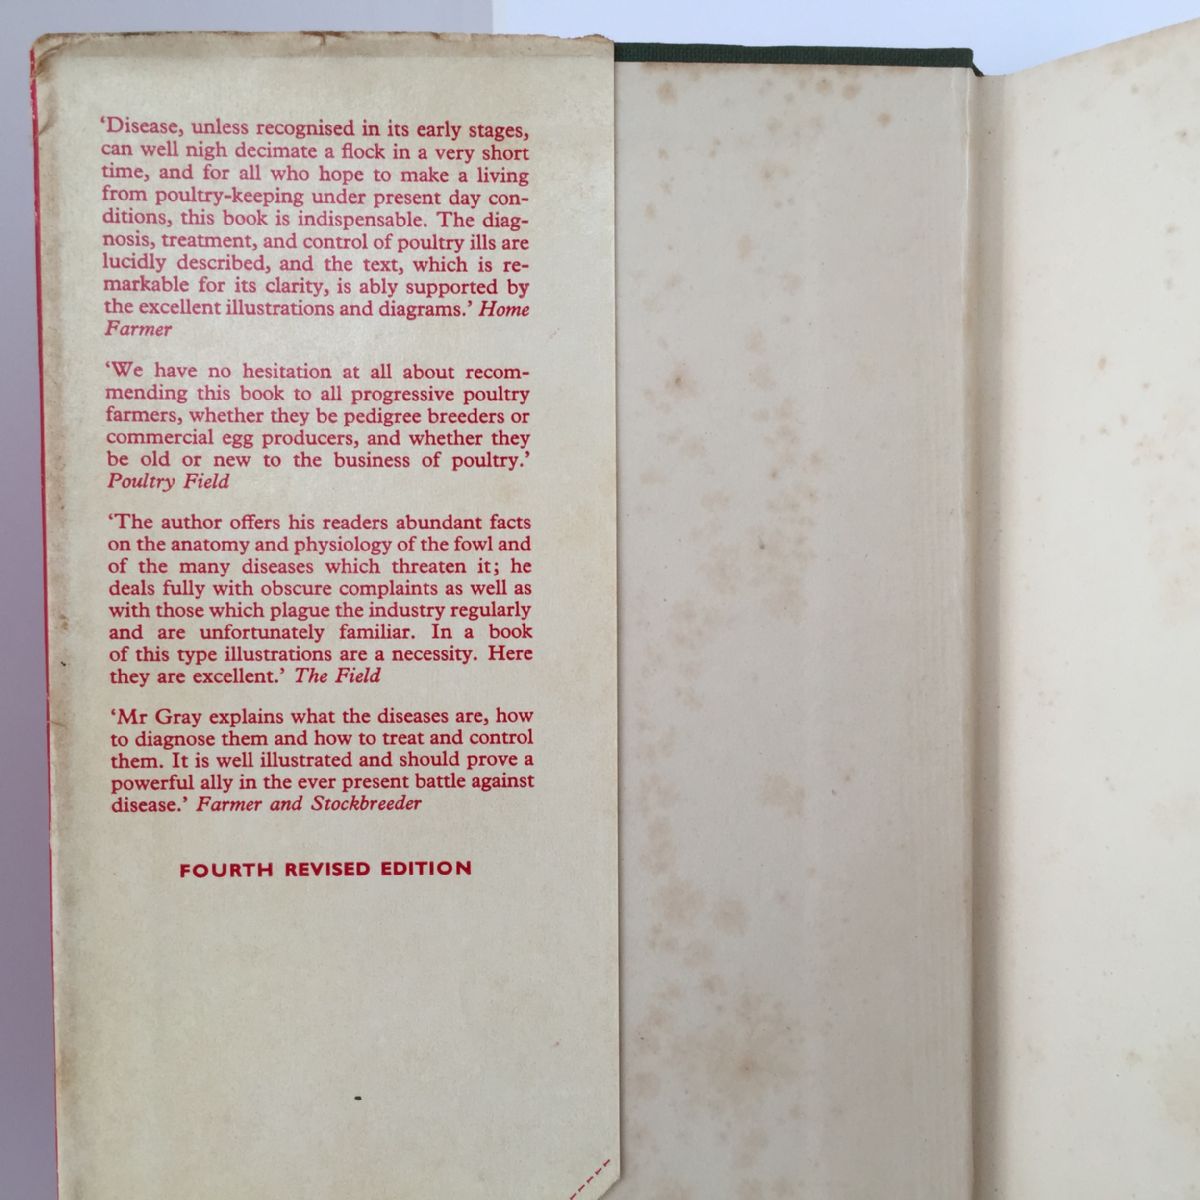 ‘Disease, unless recognised in its early stages,
can well nigh decimate a flock in a very short
time, and for all who hope to make a living
from poultry-keeping under present day con-
ditions, this book is indispensable. The diag-
nosis, treatment, and control of poultry ills are
lucidly described, and the text, which is re-
markable for its clarity, is ably supported by
the excellent illustrations and diagrams.’ Home
Farmer
‘We have no hesitation at all about recom-
mending this book to all progressive poultry
farmers, whether they be pedigree breeders or
commercial egg producers, and whether they
be old or new to the business of poultry.’
Poultry Field
‘The author offers his readers abundant facts
on the anatomy and physiology of the fowl and
of the many diseases which threaten it; he
deals fully with obscure complaints as well as
with those which plague the industry regularly
and are unfortunately familiar. In a book
of this type illustrations are a necessity. Here
they are excellent.’ The Field
‘Mr Gray explains what the diseases are, how
to diagnose them and how to treat and control
them. It is well illustrated and should prove a
powerful ally in the ever present battle against
disease.’ Farmer and Stockbreeder
FOURTH REVISED EDITION